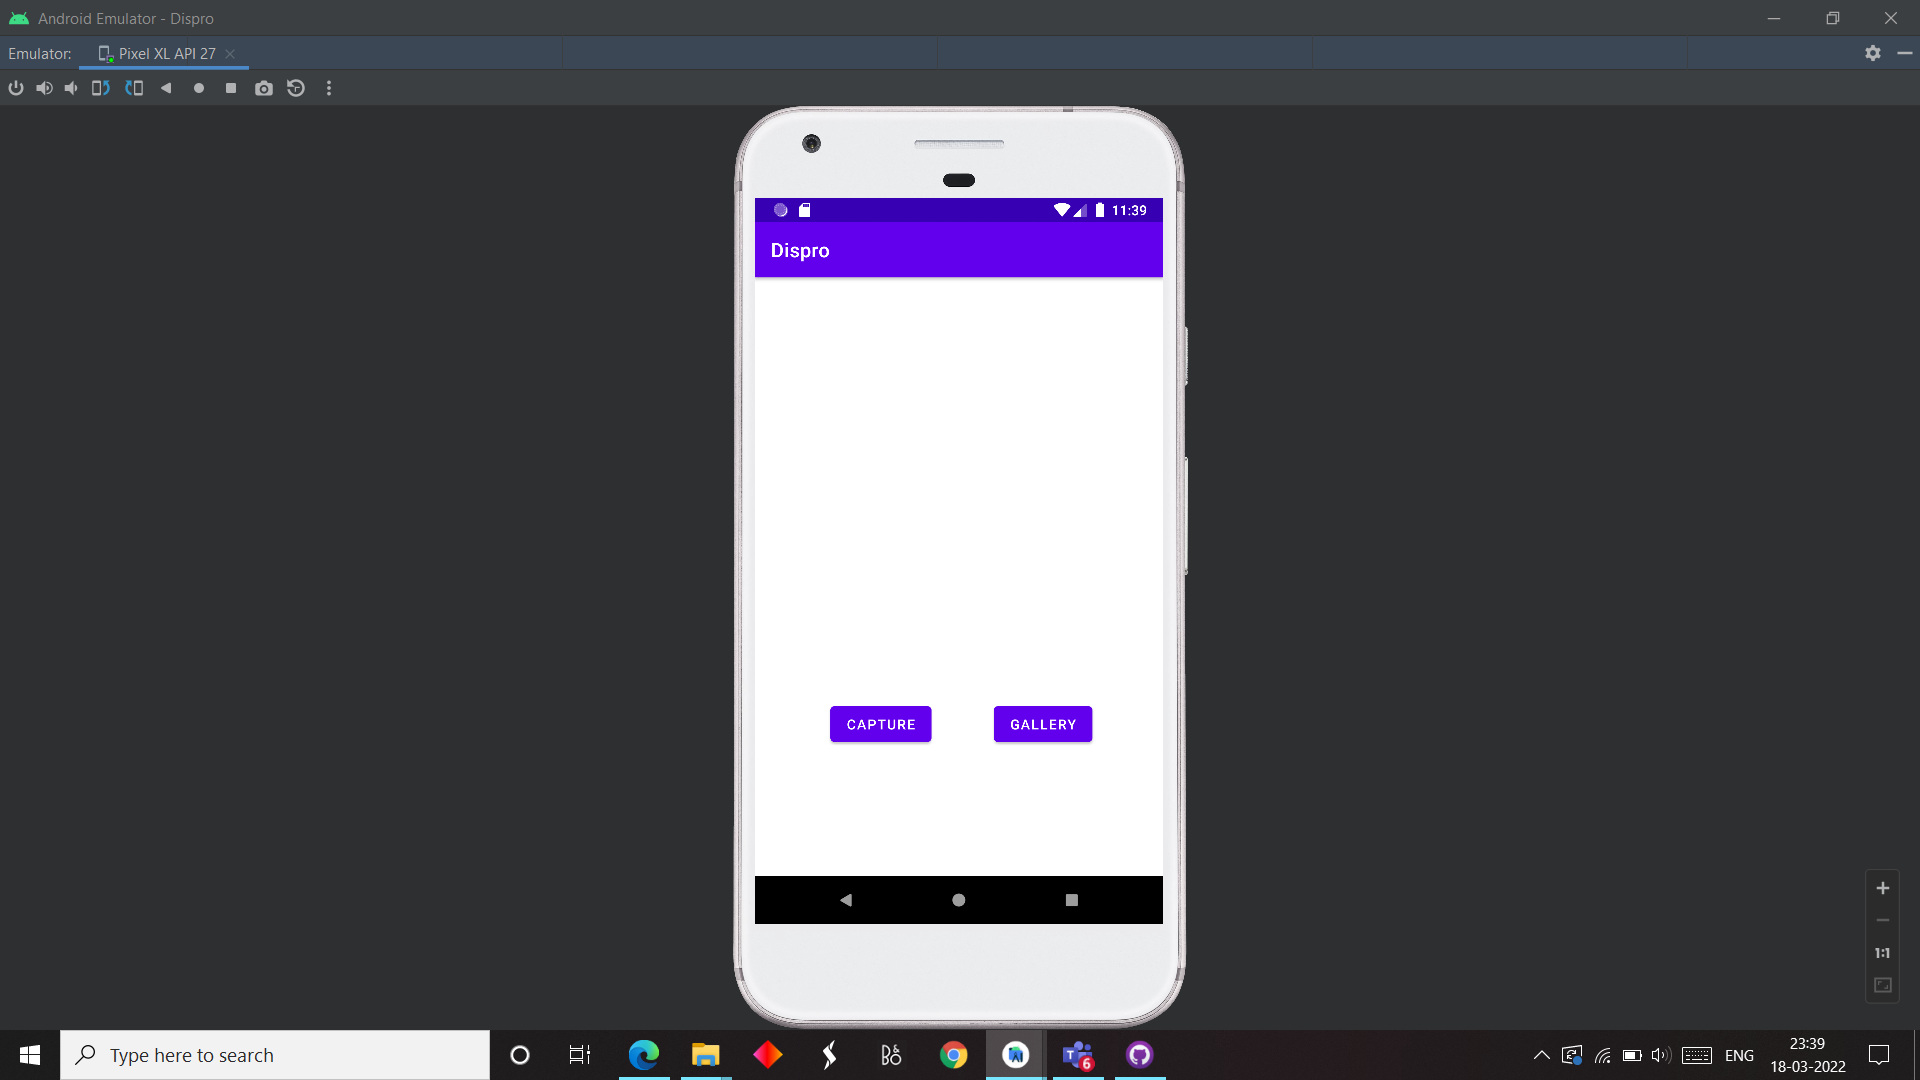 Android Emulator - Dispro
Emulator: Pixel XL API 27
11:39
Dispro
CAPTURE GALLERY
1:1
Type here to search
6
ENG
23:39
18-03-2022